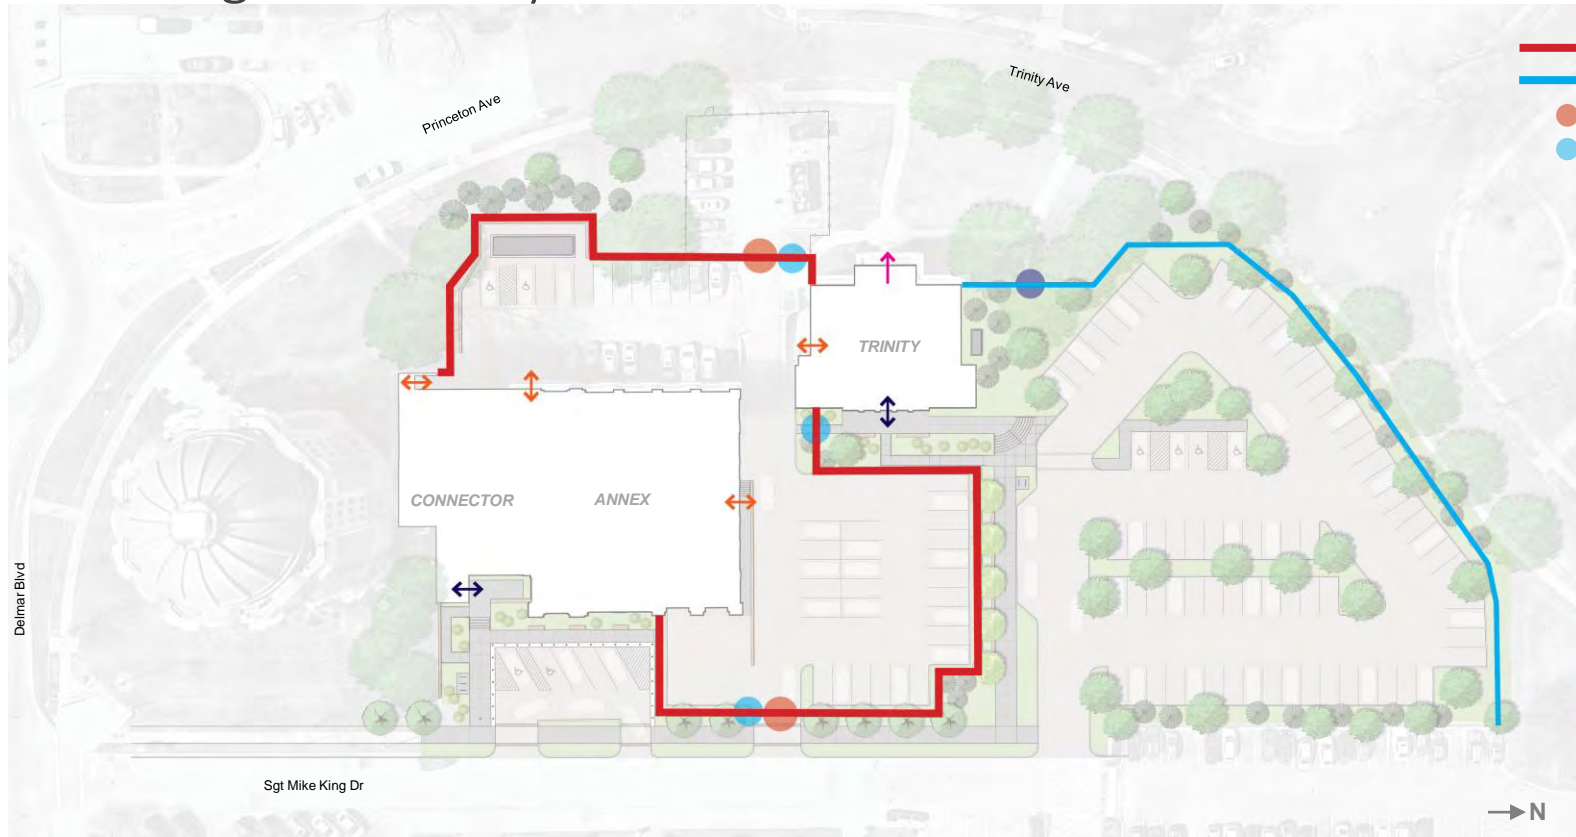 Trinity Ave
Princeton Ave
TRINITY
CONNECTOR
ANNEX
Delmar Blvd
Sgt Mike King Dr
N